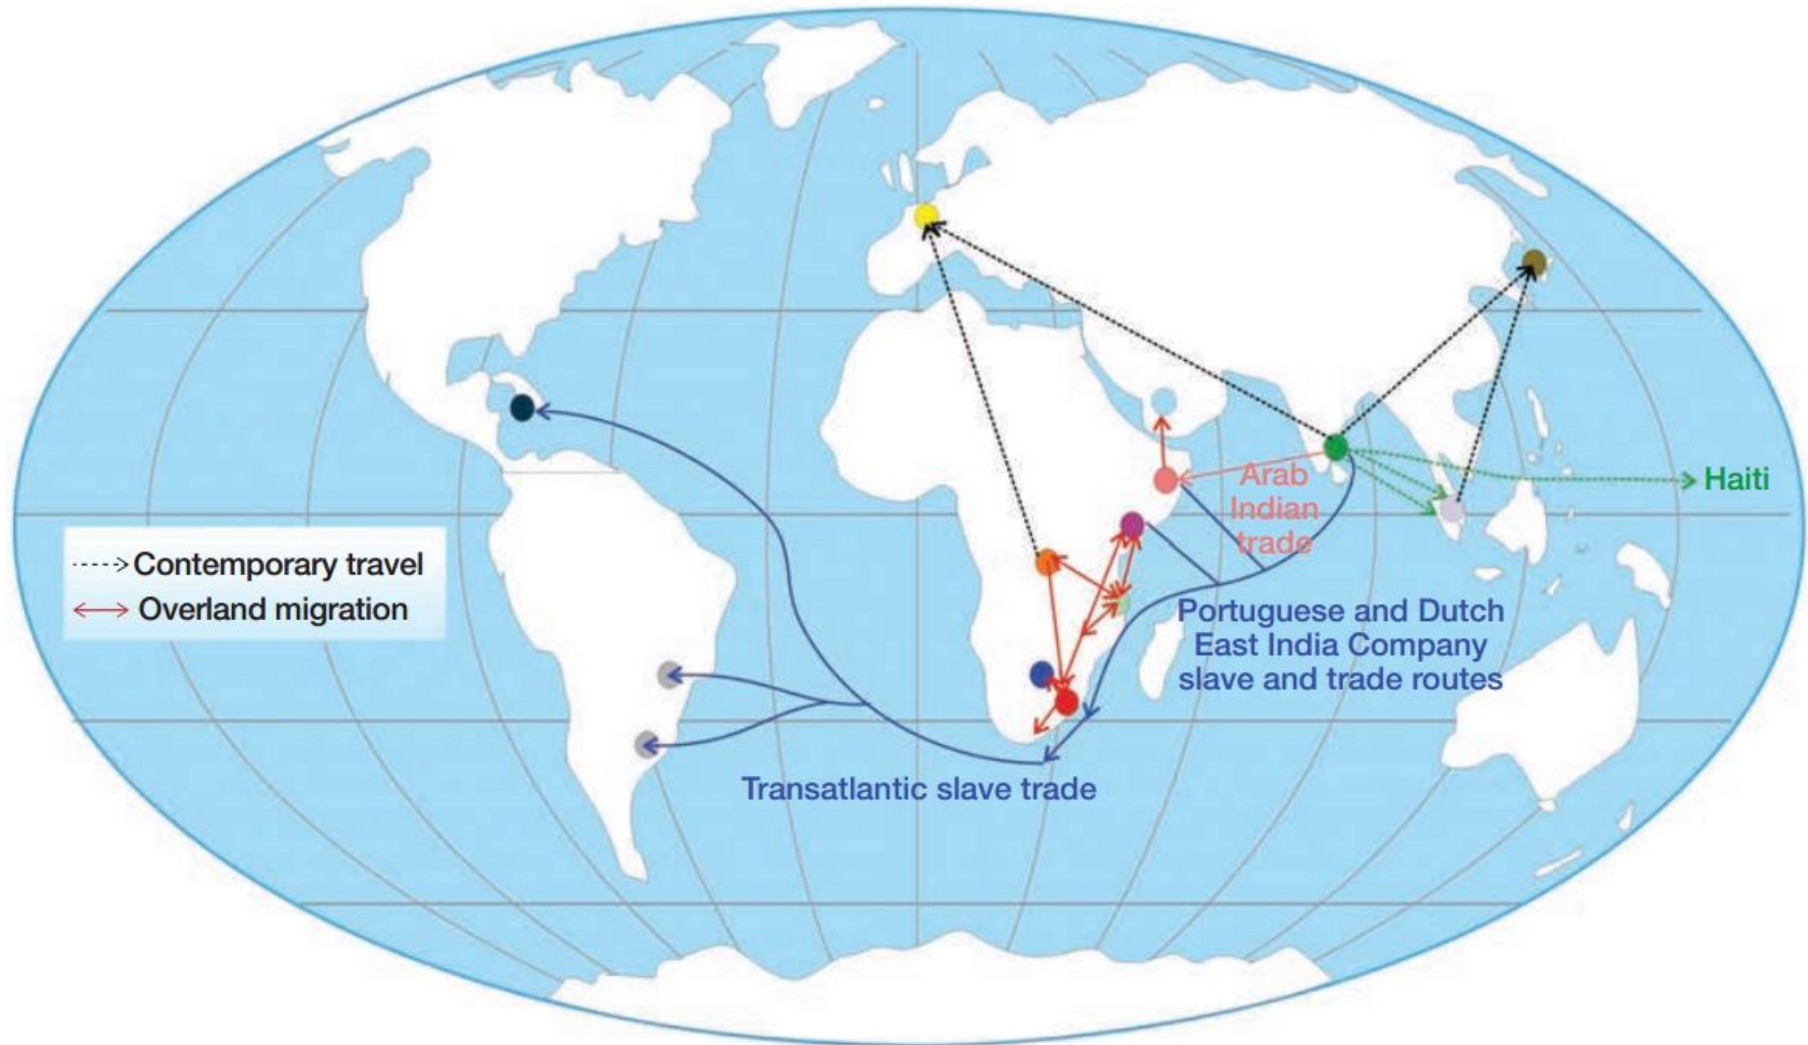 Haiti
Arab
Indian
trade
Contemporary travel
Overland migration
Portuguese and Dutch
East India Company
slave and trade routes
Transatlantic slave trade